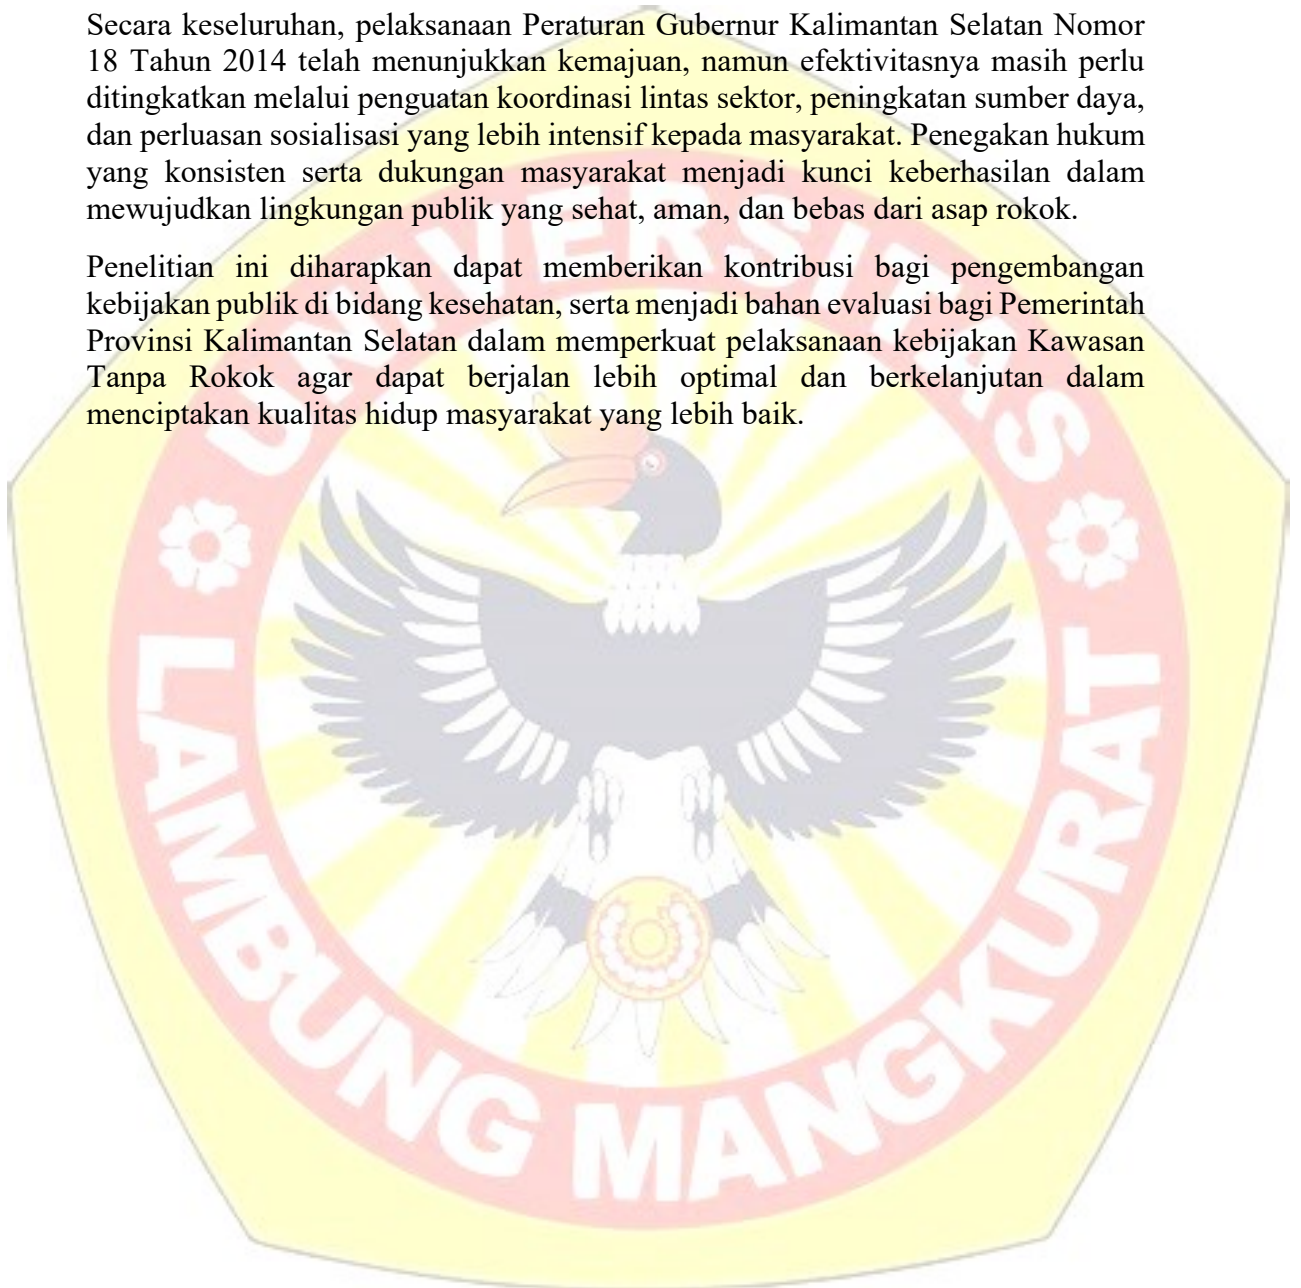 Secara keseluruhan, pelaksanaan Peraturan Gubernur Kalimantan Selatan Nomor
18 Tahun 2014 telah menunjukkan kemajuan, namun efektivitasnya masih perlu
ditingkatkan melalui penguatan koordinasi lintas sektor, peningkatan sumber daya,
dan perluasan sosialisasi yang lebih intensif kepada masyarakat. Penegakan hukum
yang konsisten serta dukungan masyarakat menjadi kunci keberhasilan dalam
mewujudkan lingkungan publik yang sehat, aman, dan bebas dari asap rokok.
Penelitian ini diharapkan dapat memberikan kontribusi bagi pengembangan
kebijakan publik di bidang kesehatan, serta menjadi bahan evaluasi bagi Pemerintah
Provinsi Kalimantan Selatan dalam memperkuat pelaksanaan kebijakan Kawasan
Tanpa Rokok agar dapat berjalan lebih optimal dan berkelanjutan dalam
menciptakan kualitas hidup masyarakat yang lebih baik.
UNIVERSITAS
LAMBUNG MANGKURAT